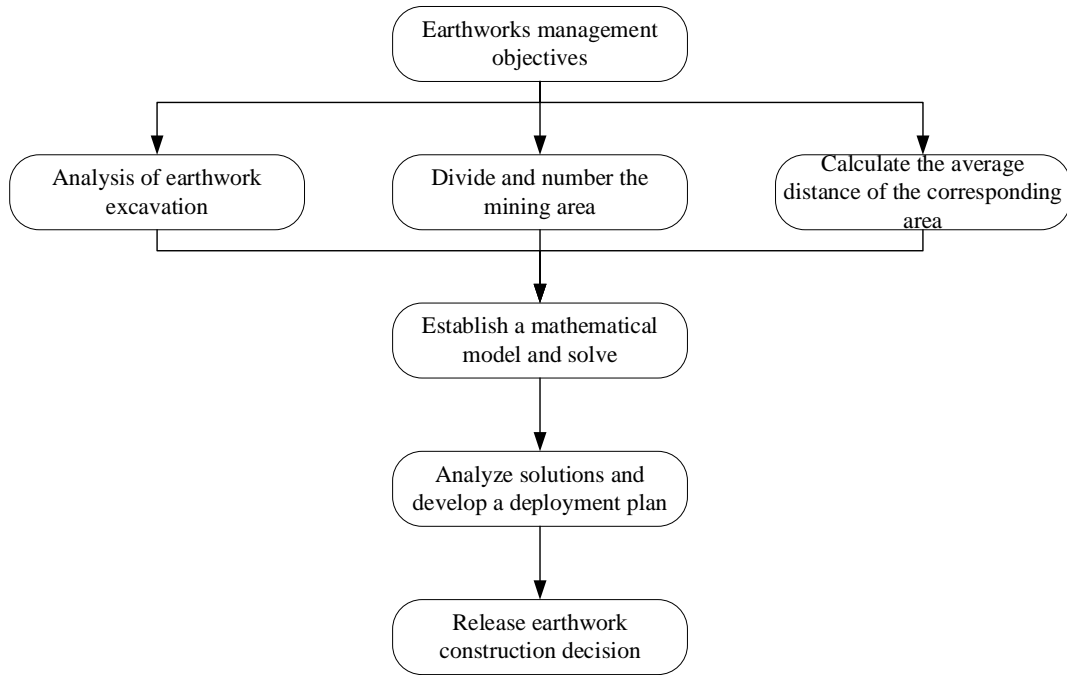 Earthworks management
objectives
Analysis of earthwork
excavation
Divide and number the
mining area
Calculate the average
distance of the corresponding
area
Establish a mathematical
model and solve
Analyze solutions and
develop a deployment plan
Release earthwork
construction decision